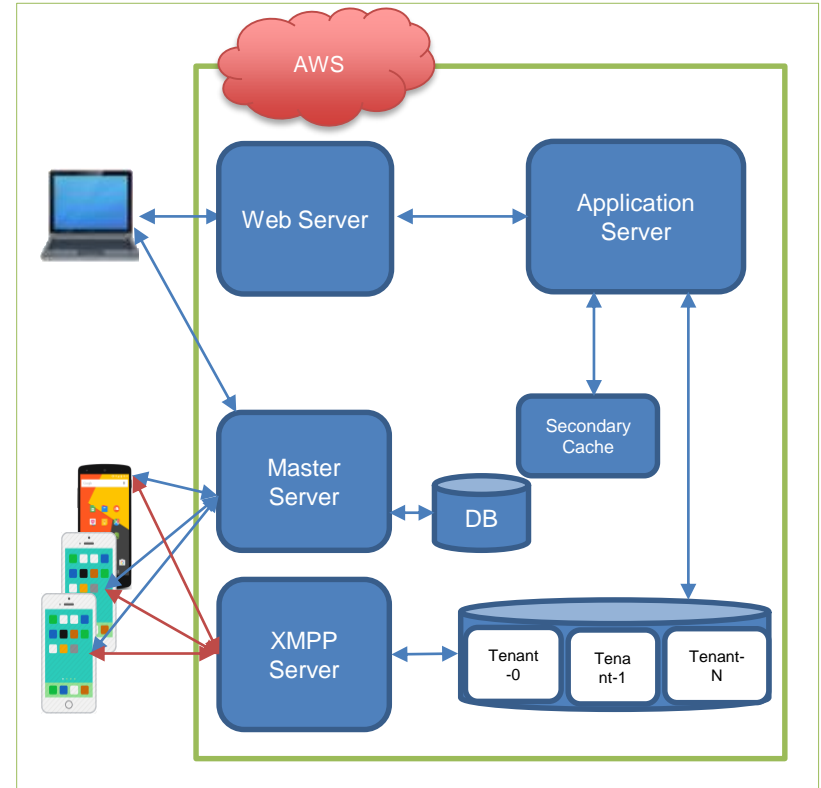 AWS
Web Server
Application
Server
Secondary
Cache
Master
Server
DB
XMPP
Server
Tenant
-0
Tena
nt-1
Tenant-
N